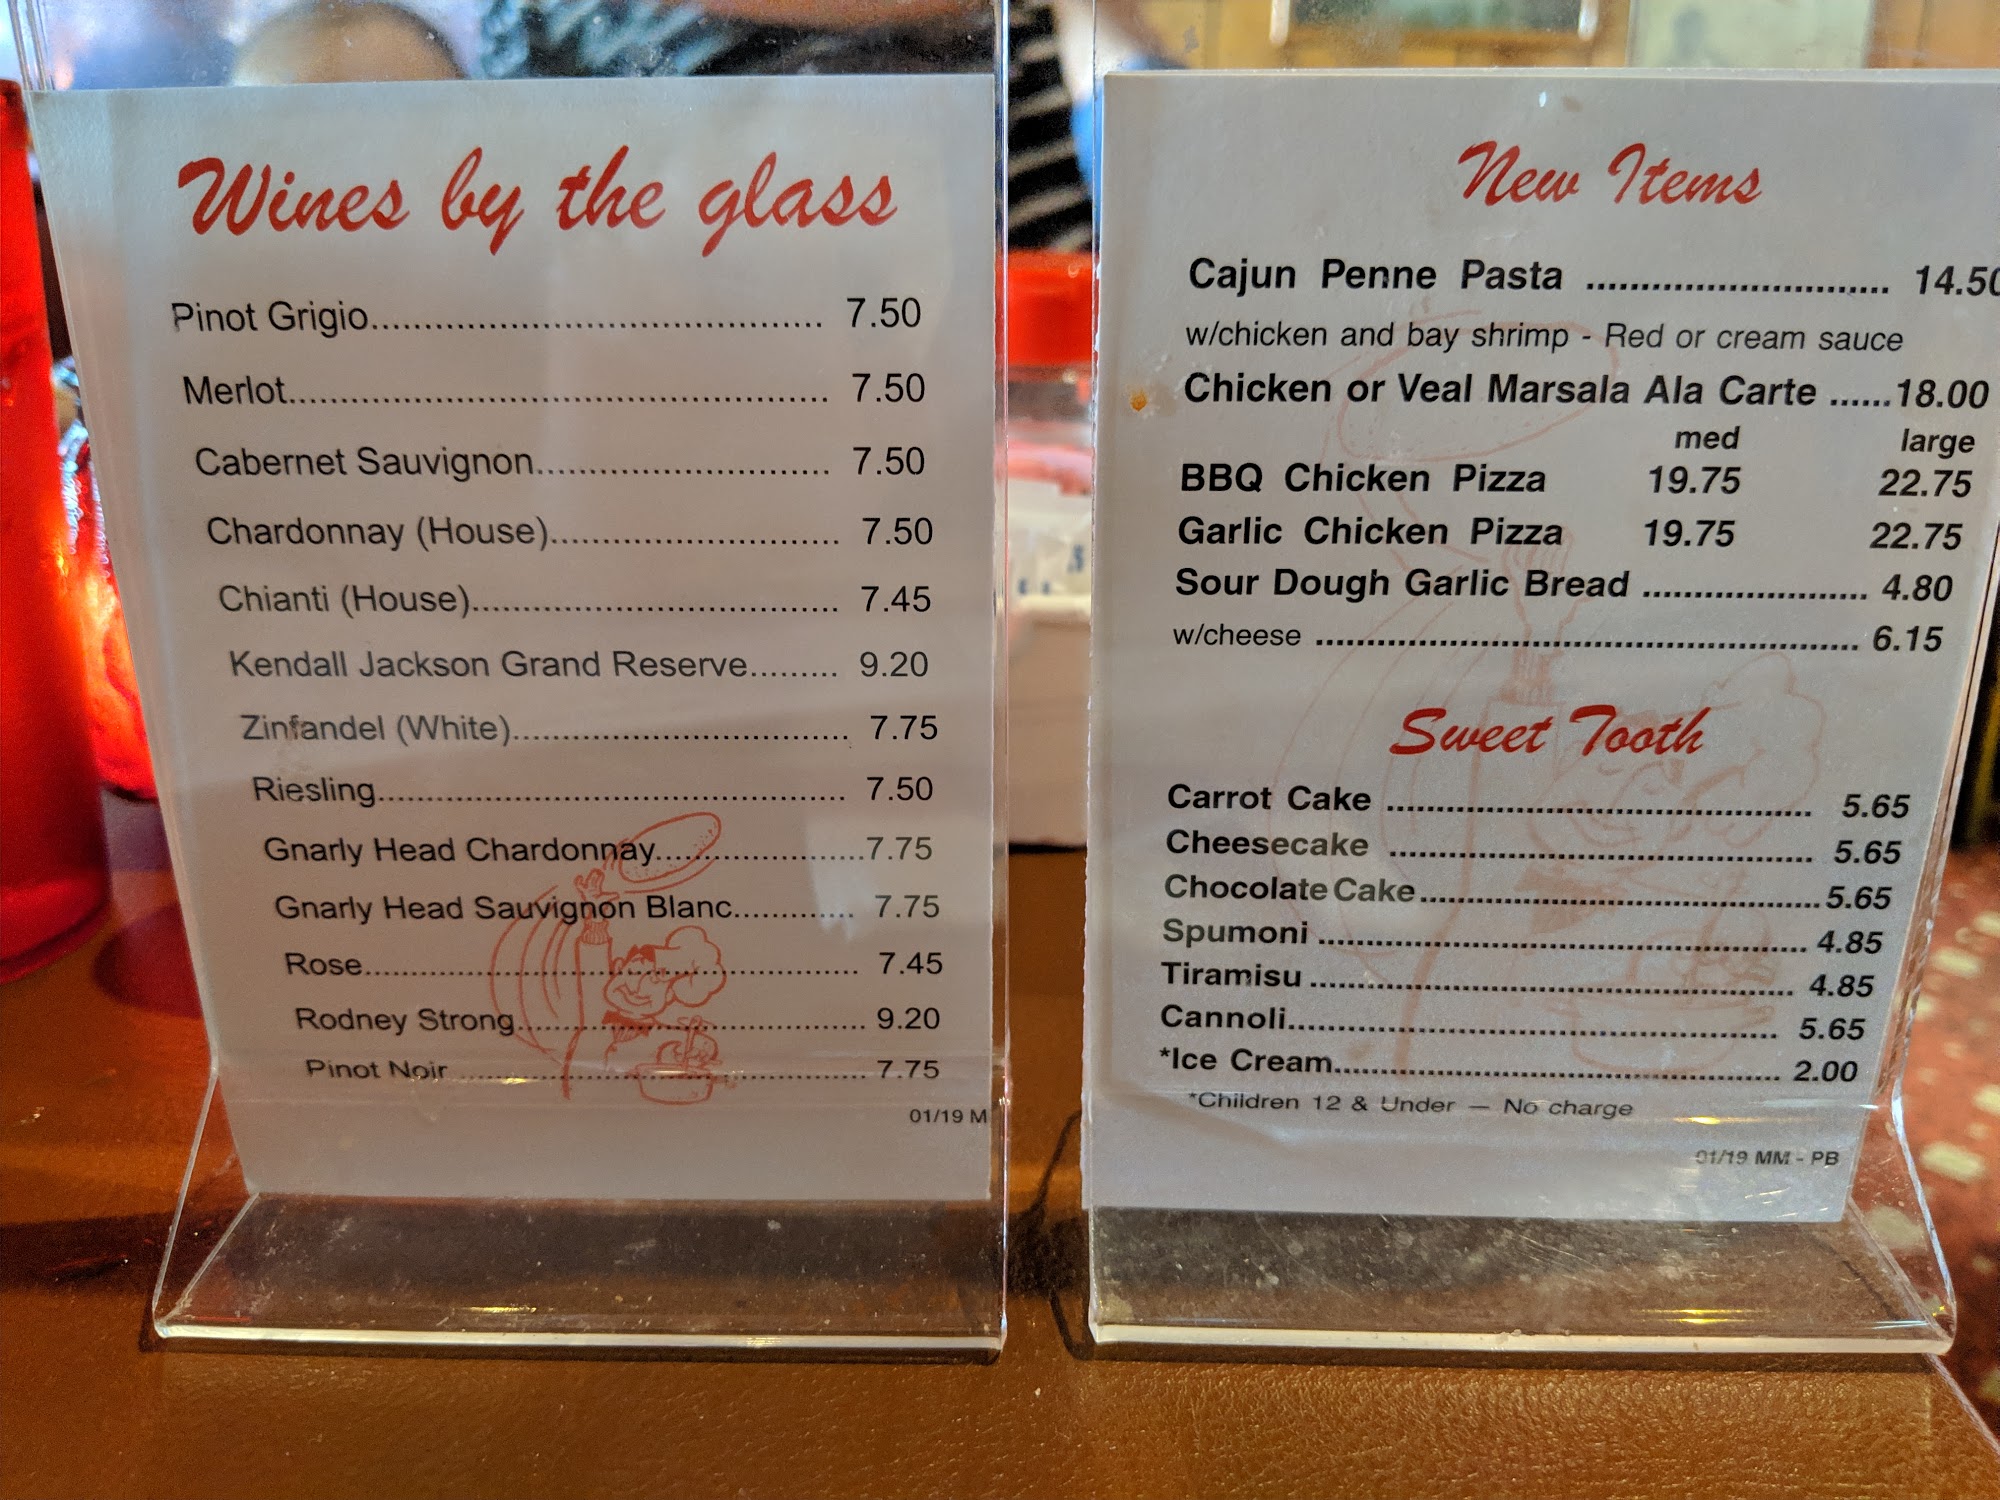 Wines by the glass
Pinot Grigio.......................................... 7.50
Merlot.................................................. 7.50
Cabernet Sauvignon........................... 7.50
Chardonnay (House)........................... 7.50
Chianti (House).................................. 7.45
Kendall Jackson Grand Reserve......... 9.20
Zinfandel (White)................................ 7.75
Riesling............................................. 7.50
Gnarly Head Chardonnay.....................7.75
Gnarly Head Sauvignon Blanc............. 7.75
Rose................................................. 7.45
Rodney Strong................................... 9.20
Pinot Noir .......................................... 7.75
01/19 M
New Items
Cajun Penne Pasta ............................ 14.50
w/chicken and bay shrimp - Red or cream sauce
Chicken or Veal Marsala Ala Carte ......18.00
med large
BBQ Chicken Pizza 19.75 22.75
Garlic Chicken Pizza 19.75 22.75
Sour Dough Garlic Bread ...................... 4.80
w/cheese ..................................................... 6.15
Sweet Tooth
Carrot Cake ........................................... 5.65
Cheesecake ........................................... 5.65
Chocolate Cake.........................................5.65
Spumoni .................................................. 4.85
Tiramisu .................................................. 4.85
Cannoli.................................................... 5.65
*Ice Cream............................................... 2.00
*Children 12 & Under — No charge
01/19 MM - PB